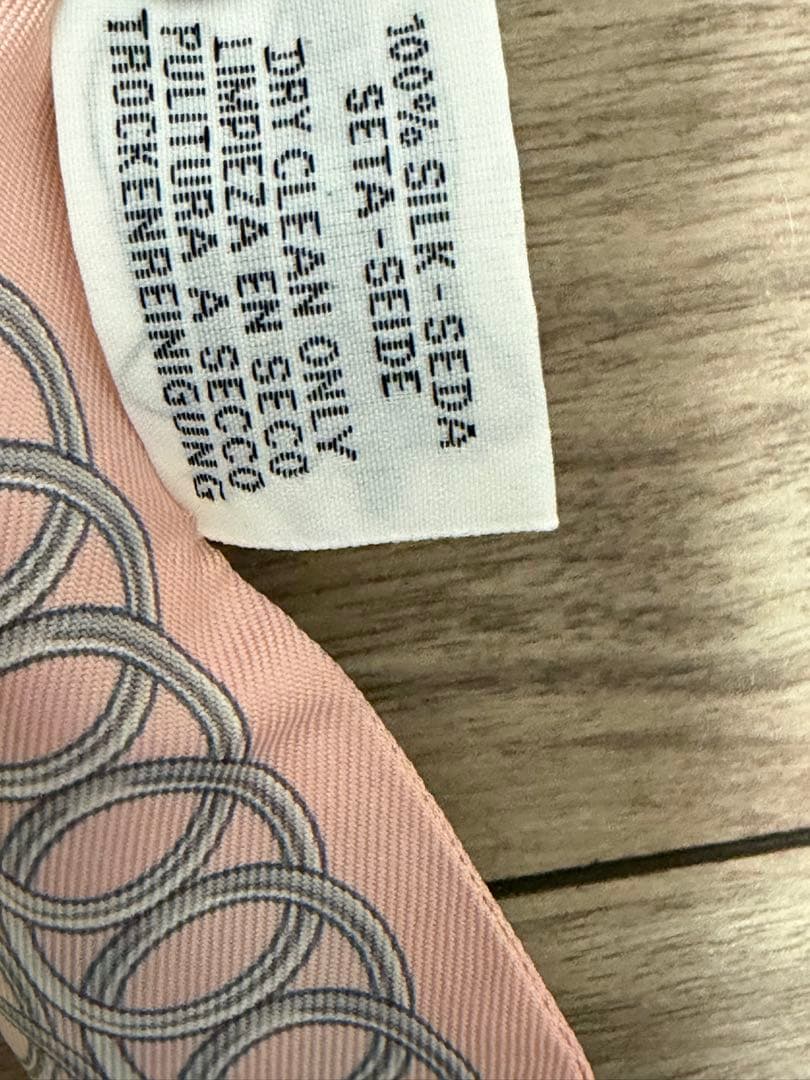 100% SILK - SEDA
SETA - SEIDE
DRY CLEAN ONLY
LIMPIEZA EN SECO
PULITURA A SECCO
TROCKENREINIGUNG